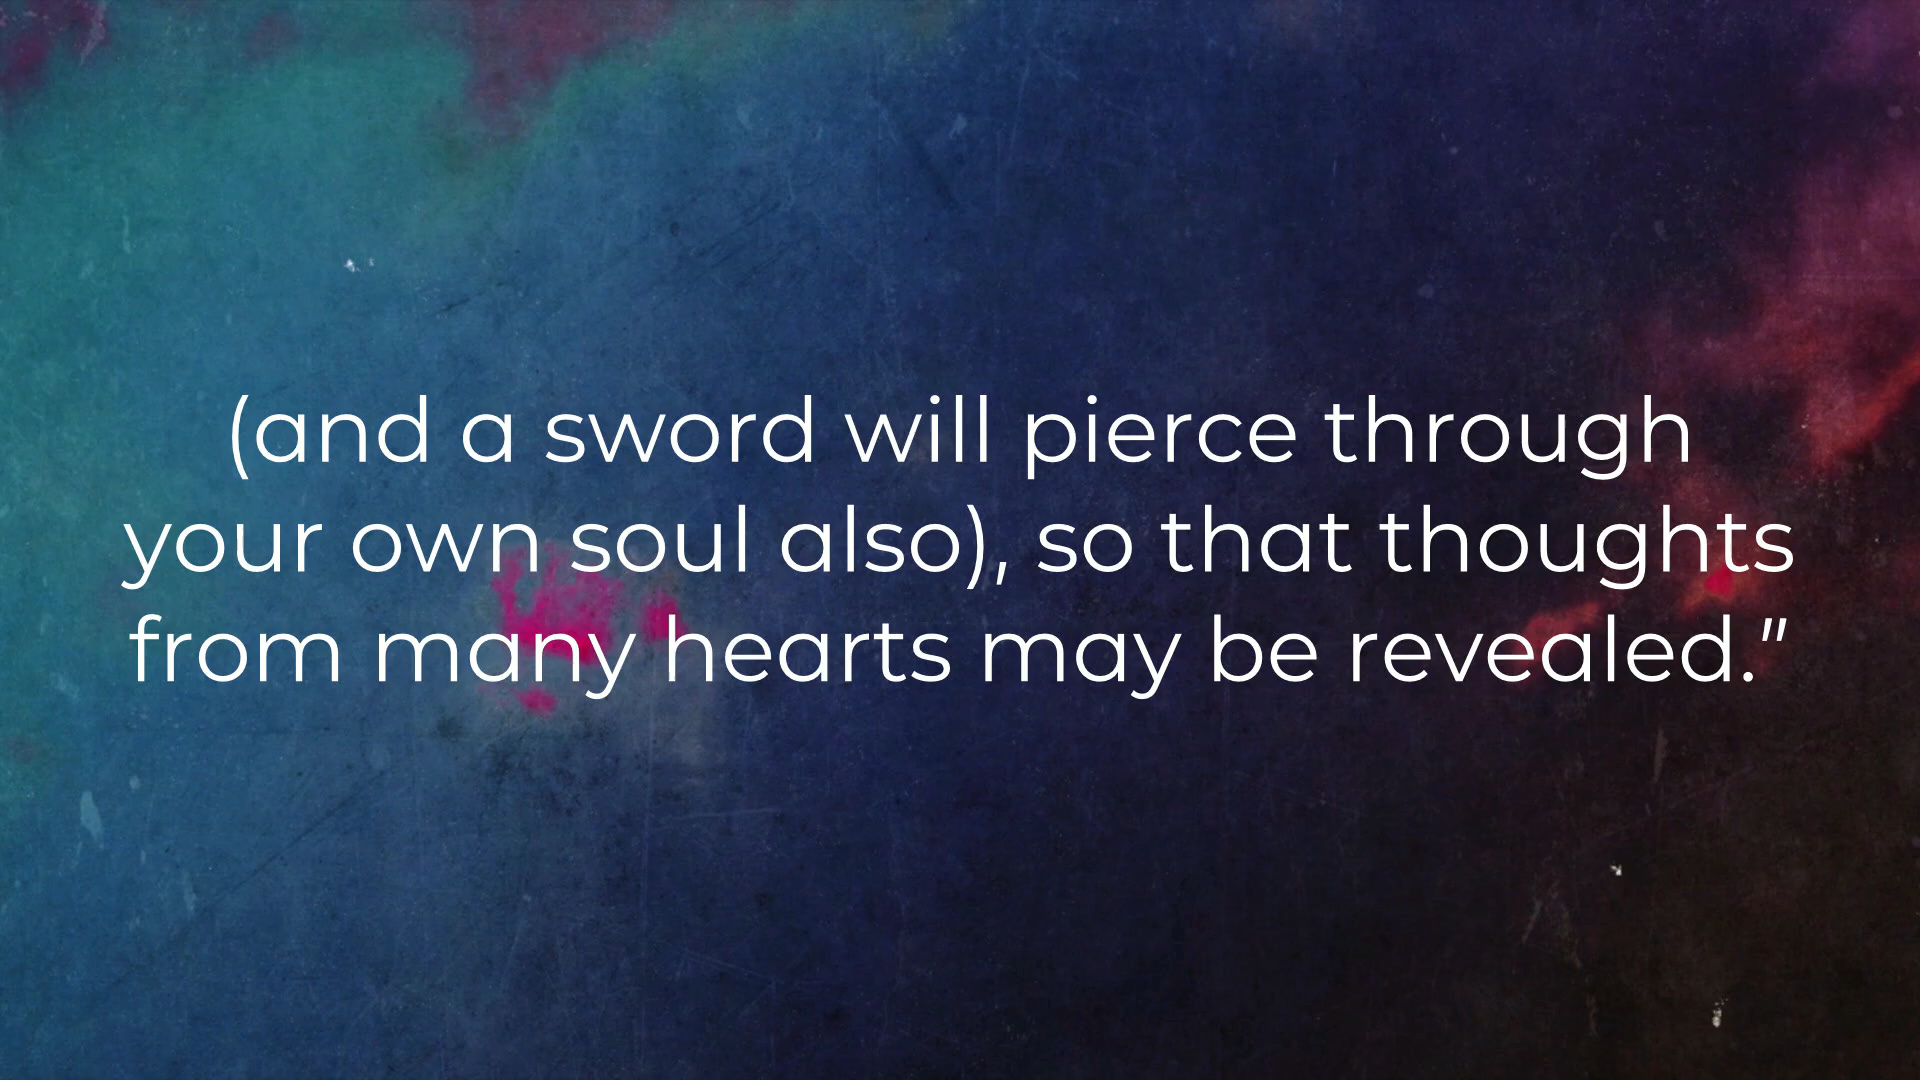 (and a sword will pierce through
your own soul also), so that thoughts
from many hearts may be revealed.”